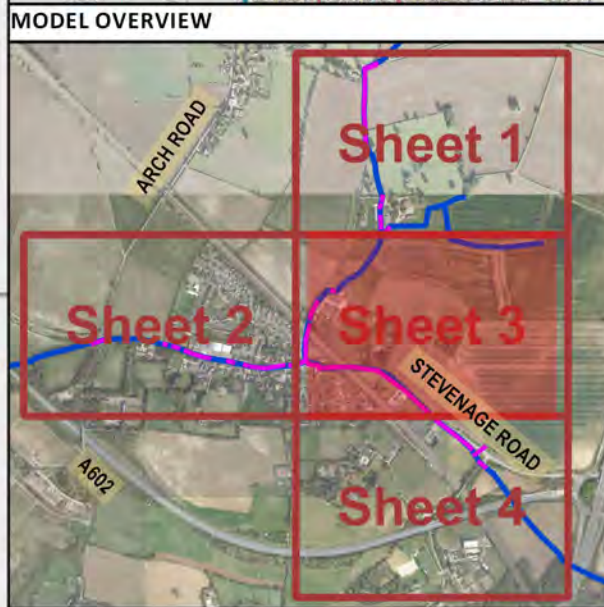 MODEL OVERVIEW
Sheet 1
ARCH ROAD
Sheet 2
Sheet 3
STEVENAGE ROAD
A602
Sheet 4